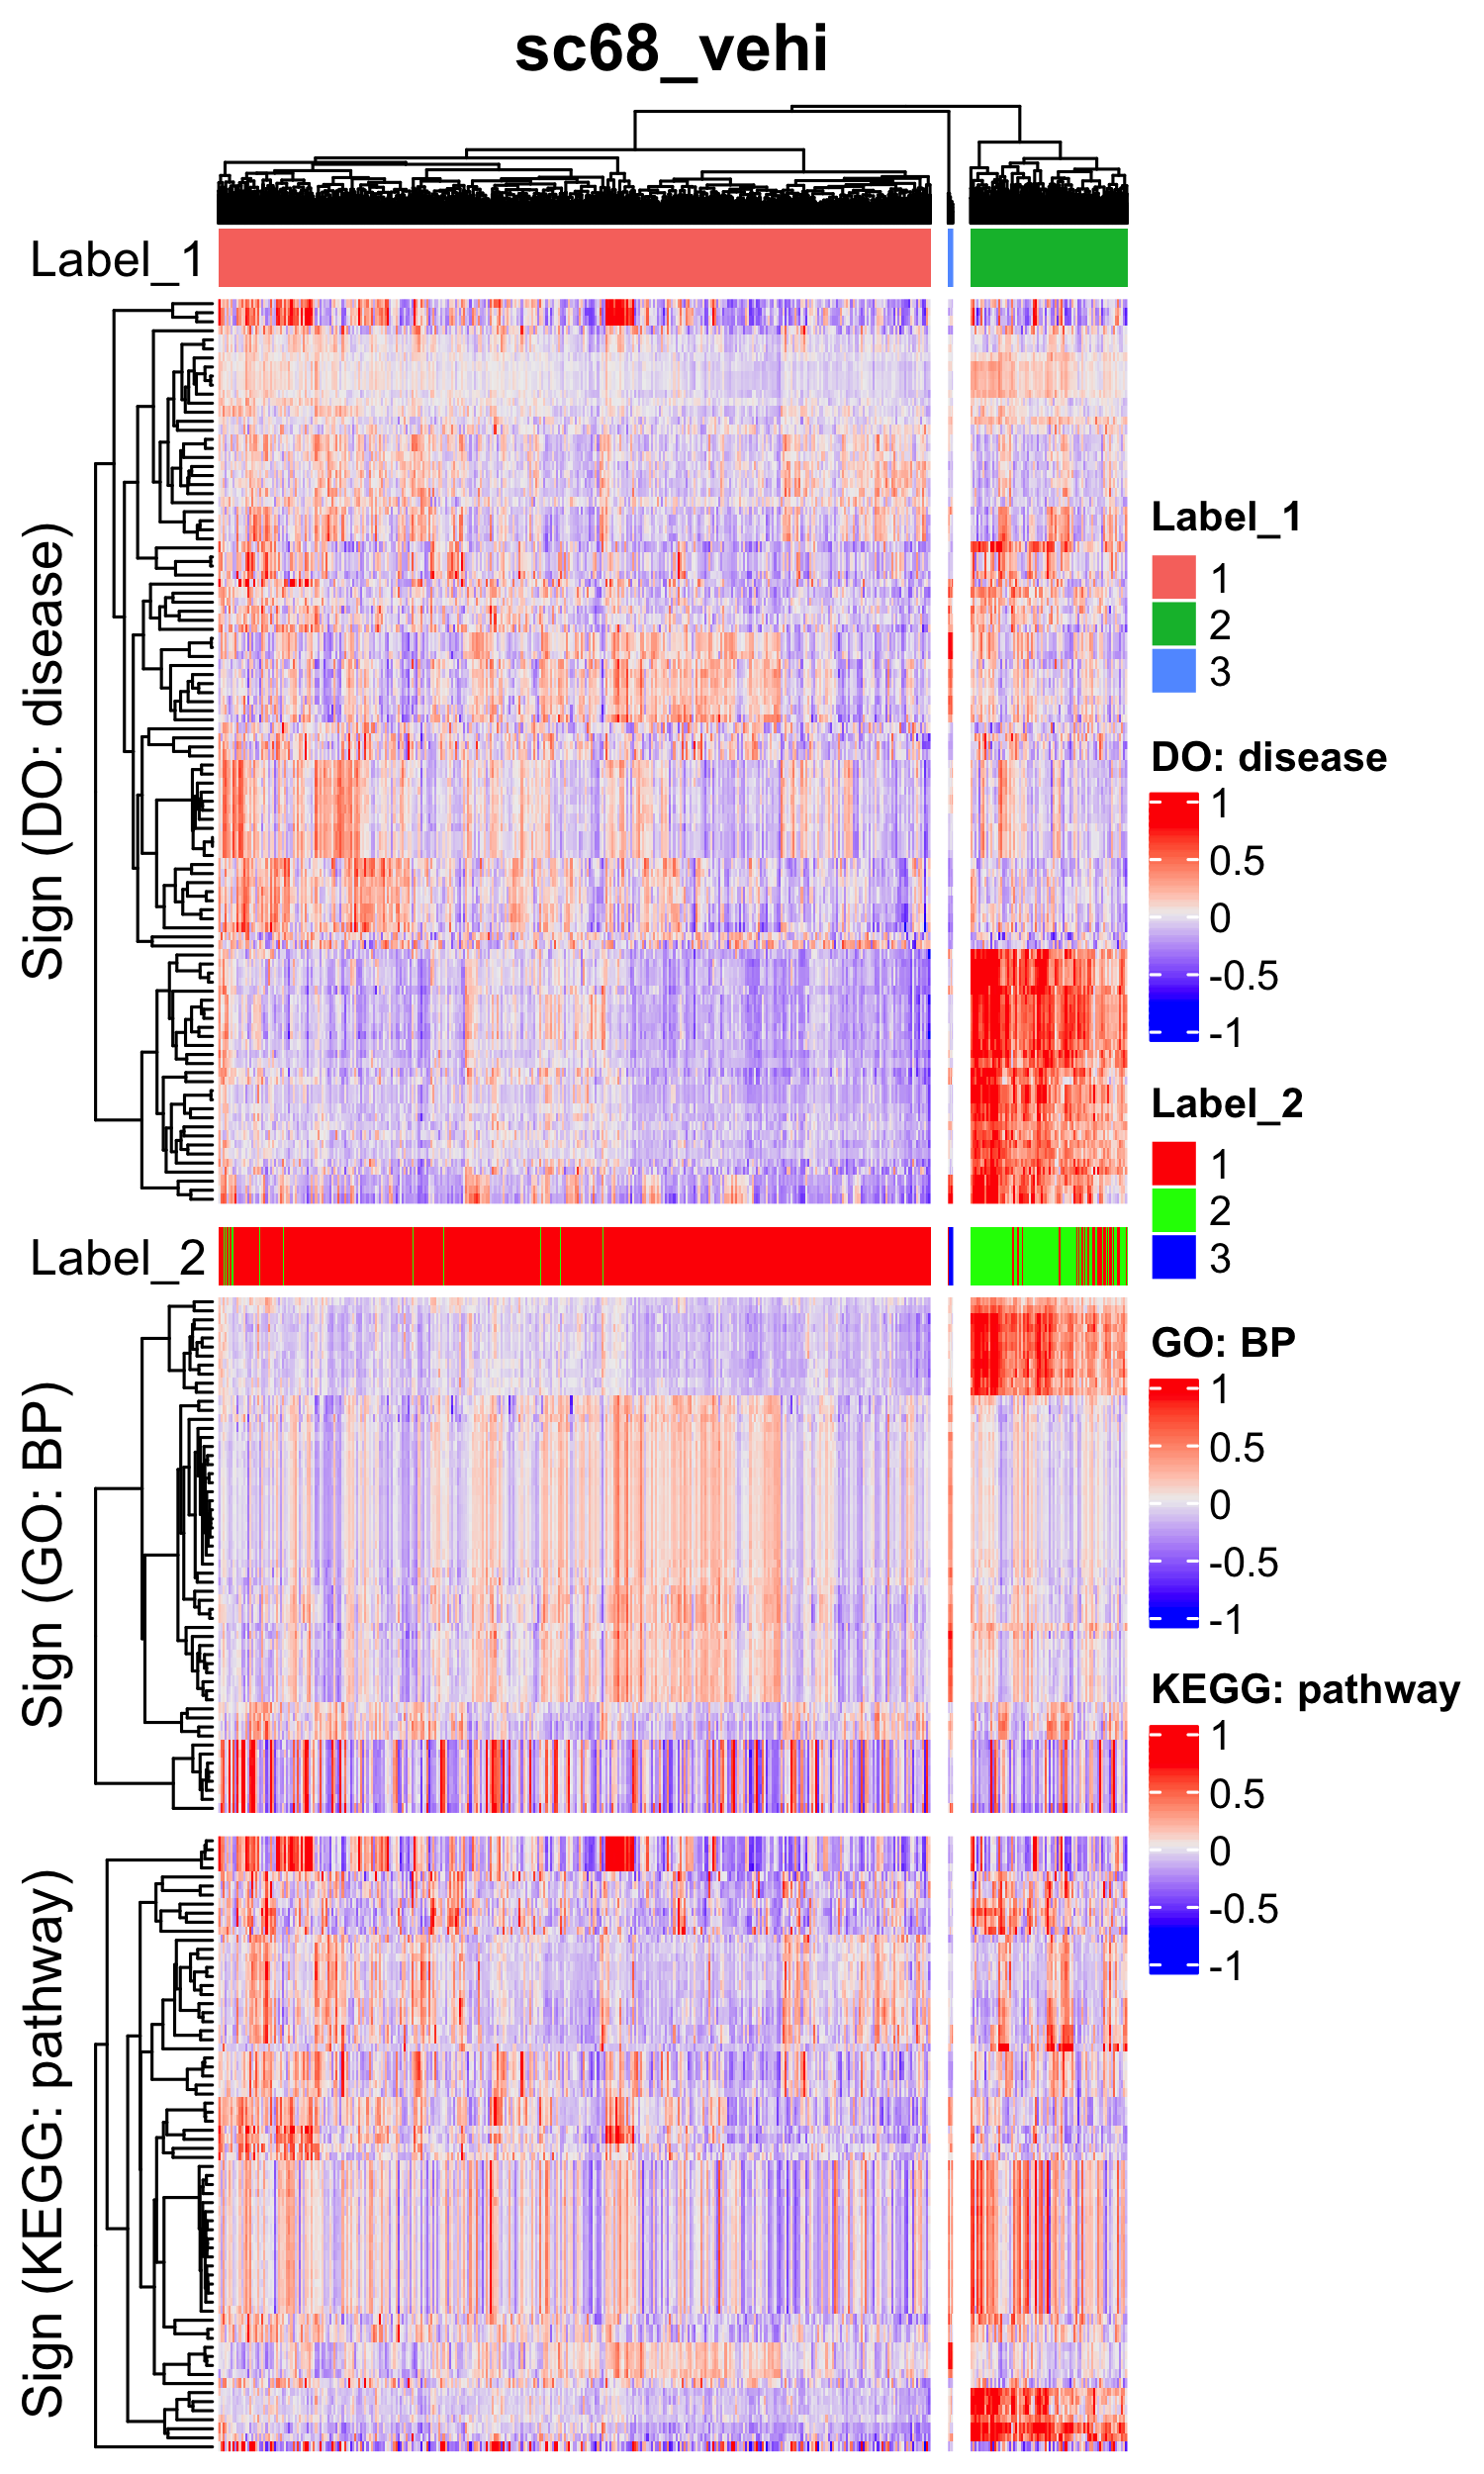 sc68_vehi
Label_1
Sign (DO: disease)
Label_2
Sign (GO: BP)
Sign (KEGG: pathway)
Label_1
1
2
3
DO: disease
1
0.5
0
-0.5
-1
Label_2
1
2
3
GO: BP
1
0.5
0
-0.5
-1
KEGG: pathway
1
0.5
0
-0.5
-1